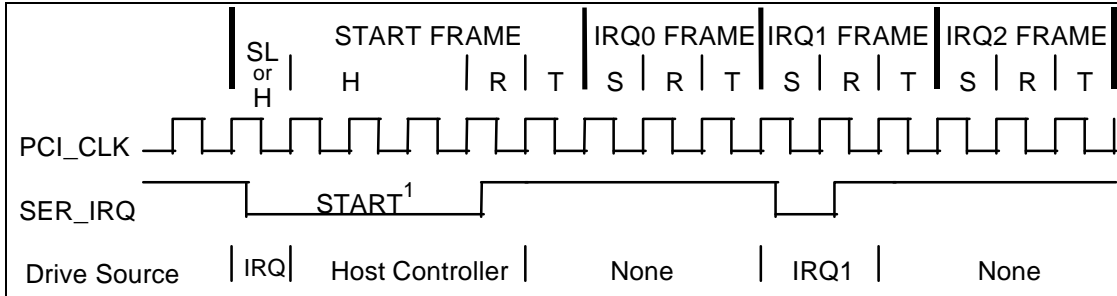 START FRAME IRQ0 FRAME IRQ1 FRAME IRQ2 FRAME
SL
or
H
H R T S R T S R T S R T
PCI_CLK
SER_IRQ START1
Drive Source IRQ Host Controller None IRQ1 None